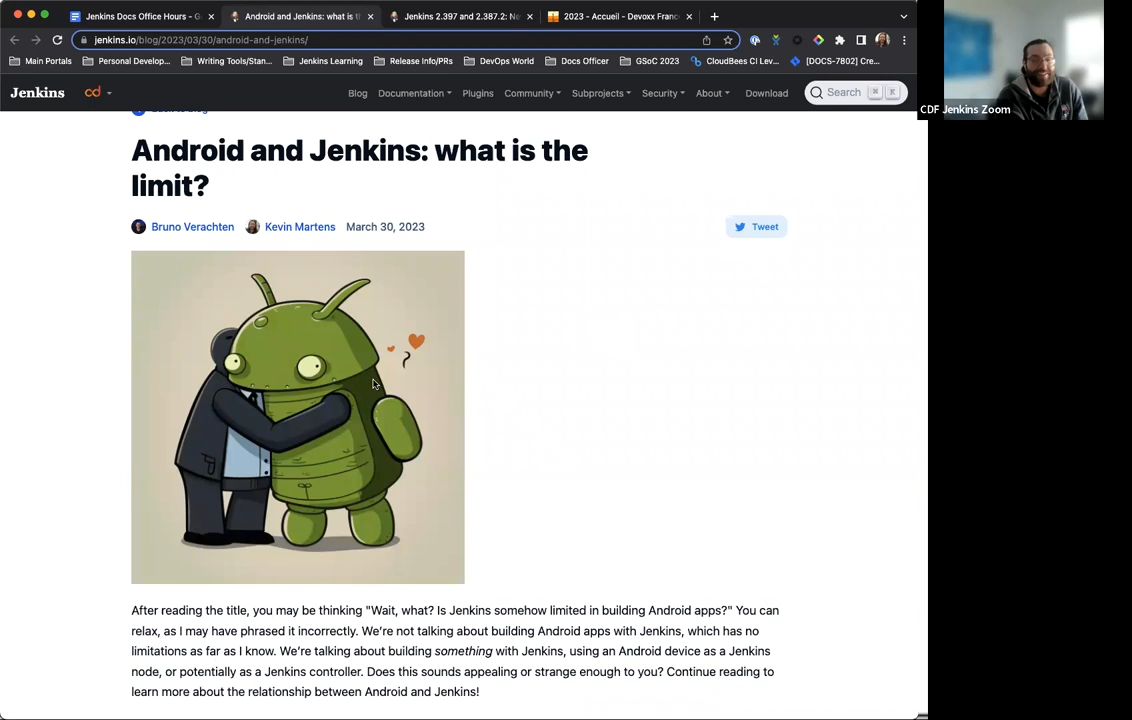 Jenkins Docs Office Hours - G
Android and Jenkins: what is t
Jenkins 2.397 and 2.387.2: N
2023 - Accueil - Devoxx Franc
jenkins.io/blog/2023/03/30/android-and-jenkins/
Main Portals
Personal Develop...
Writing Tools/Stan...
Jenkins Learning
Release Info/PRs
DevOps World
Docs Officer
GSoC 2023
CloudBees CI Lev...
[DOCS-7802] Cre...
Jenkins
cd
Blog
Documentation
Plugins
Community
Subprojects
Security
About
Download
Search
⌘
K
CDF Jenkins Zoom
Android and Jenkins: what is the
limit?
Bruno Verachten
Kevin Martens
March 30, 2023
Tweet
After reading the title, you may be thinking "Wait, what? Is Jenkins somehow limited in building Android apps?" You can
relax, as I may have phrased it incorrectly. We're not talking about building Android apps with Jenkins, which has no
limitations as far as I know. We're talking about building something with Jenkins, using an Android device as a Jenkins
node, or potentially as a Jenkins controller. Does this sounds appealing or strange enough to you? Continue reading to
learn more about the relationship between Android and Jenkins!